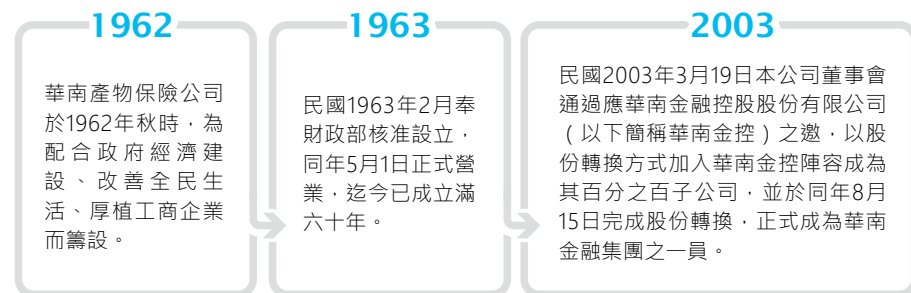 1962
華南產物保險公司
於1962年秋時，為
配合政府經濟建
設、改善全民生
活、厚植工商企業
而籌設。
1963
民國1963年2月奉
財政部核准設立，
同年5月1日正式營
業，迄今已成立滿
六十年。
2003
民國2003年3月19日本公司董事會
通過應華南金融控股股份有限公司
（以下簡稱華南金控）之邀，以股
份轉換方式加入華南金控陣容成為
其百分之百子公司，並於同年8月
15日完成股份轉換，正式成為華南
金融集團之一員。